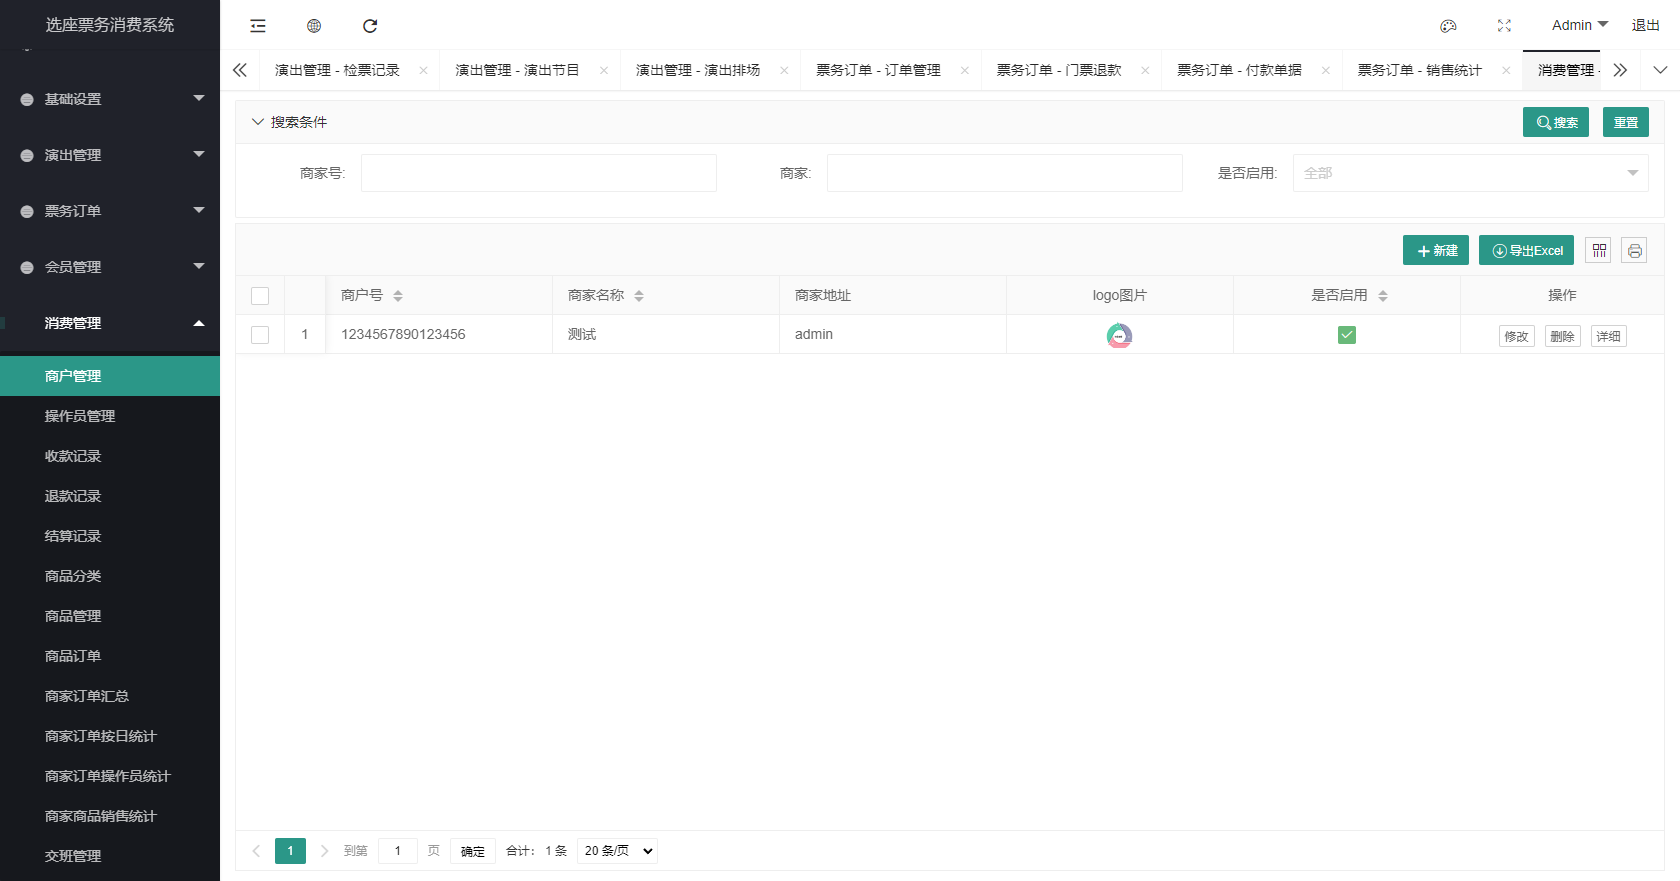 选座票务消费系统
Admin
退出
演出管理 - 检票记录
演出管理 - 演出节目
演出管理 - 演出排场
票务订单 - 订单管理
票务订单 - 门票退款
票务订单 - 付款单据
票务订单 - 销售统计
消费管理 -
基础设置
演出管理
票务订单
会员管理
消费管理
商户管理
操作员管理
收款记录
退款记录
结算记录
商品分类
商品管理
商品订单
商家订单汇总
商家订单按日统计
商家订单操作员统计
商家商品销售统计
交班管理
搜索条件
搜索
重置
商家号:
商家:
是否启用:
全部
新建
导出Excel
商户号
商家名称
商家地址
logo图片
是否启用
操作
1
1234567890123456
测试
admin
修改
删除
详细
1
到第
1
页
确定
合计： 1 条
20 条/页